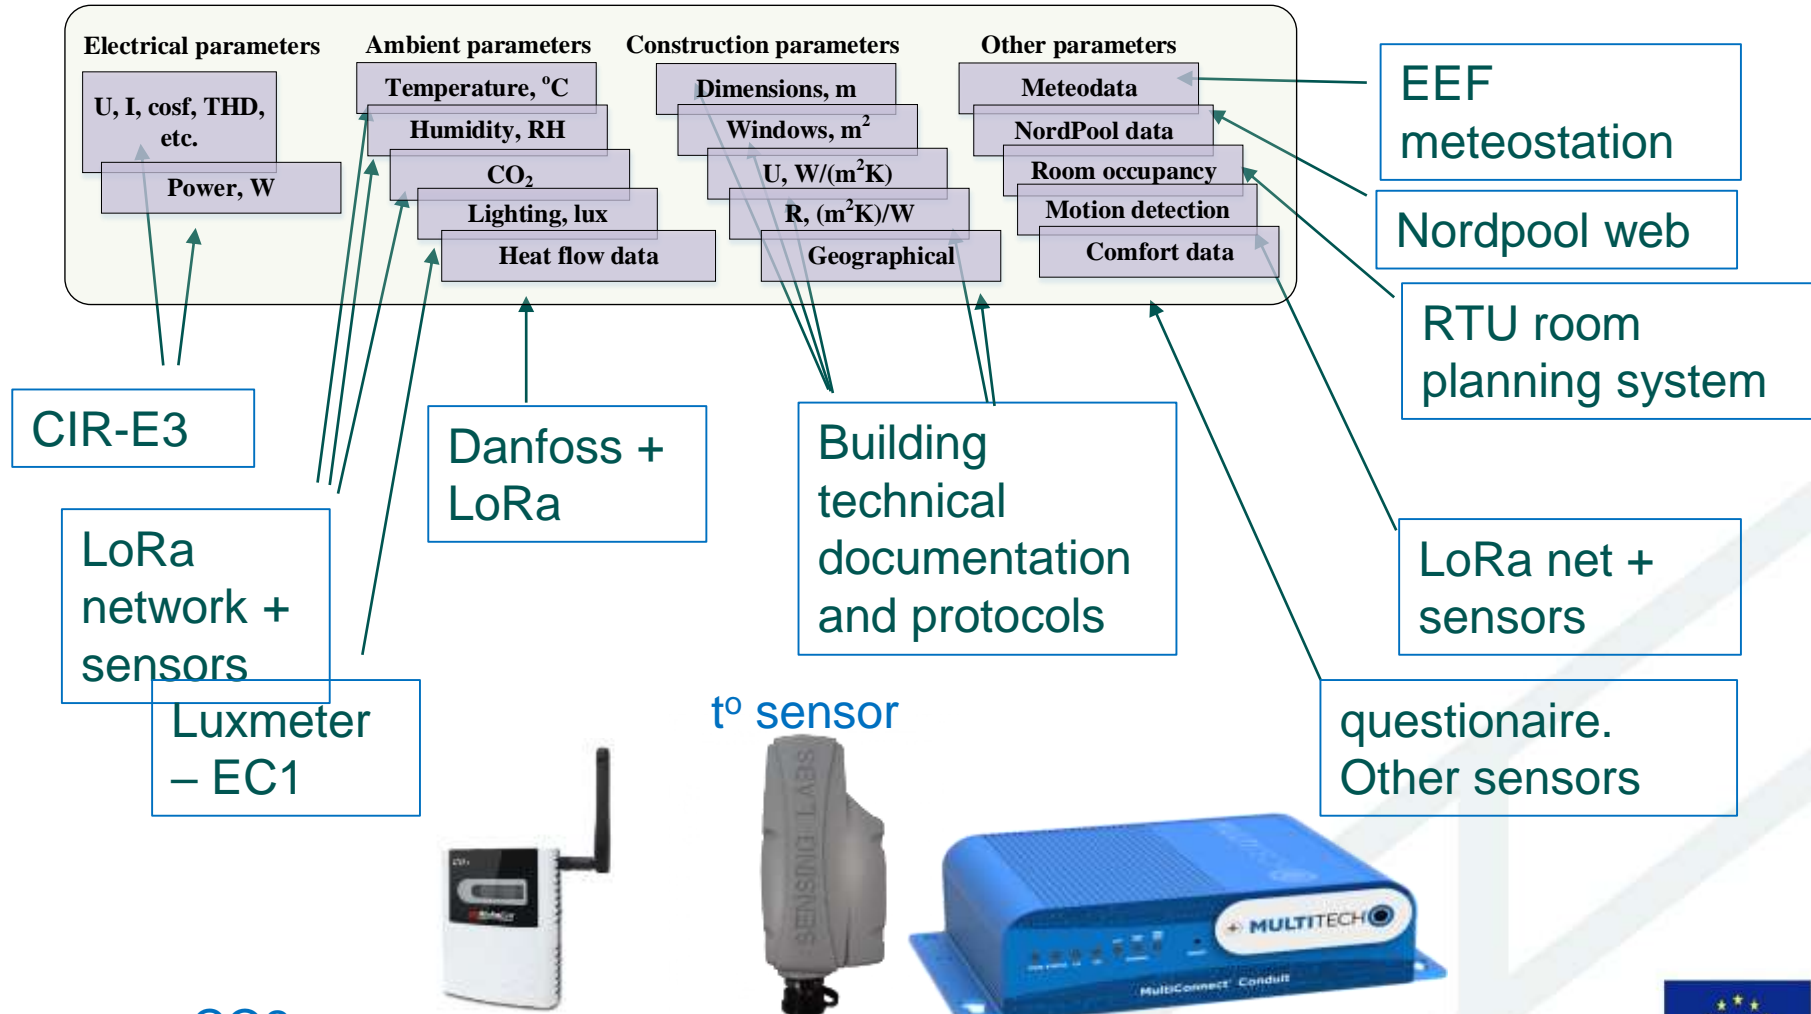 Electrical parameters
Ambient parameters
Construction parameters
Other parameters
U, I, cosf, THD,
etc.
Power, W
Temperature, °C
Humidity, RH
CO₂
Lighting, lux
Heat flow data
Dimensions, m
Windows, m²
U, W/(m²K)
R, (m²K)/W
Geographical
Meteodata
NordPool data
Room occupancy
Motion detection
Comfort data
EEF
meteostation
Nordpool web
RTU room
planning system
CIR-E3
Danfoss +
LoRa
Building
technical
documentation
and protocols
LoRa
network +
sensors
LoRa net +
sensors
Luxmeter
– EC1
questionaire.
Other sensors
tº sensor
SENSING LABS
MULTITECH
MultiConnect® Conduit